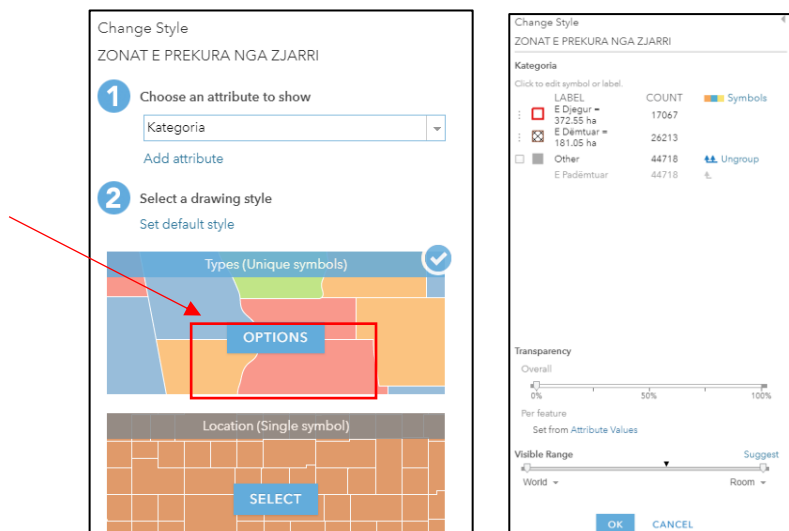 Change Style
ZONAT E PREKURA NGA ZJARRI
1 Choose an attribute to show
Kategoria
Add attribute
2 Select a drawing style
Set default style
Types (Unique symbols)
OPTIONS
Location (Single symbol)
SELECT
Change Style
ZONAT E PREKURA NGA ZJARRI
Kategoria
Click to edit symbol or label.
LABEL COUNT Symbols
E Djegur =
372.55 ha 17067
E Dëmtuar =
181.05 ha 26213
Other 44718 Ungroup
E Padëmtuar 44718
Transparency
Overall
0% 50% 100%
Per feature
Set from Attribute Values
Visible Range Suggest
World Room
OK CANCEL